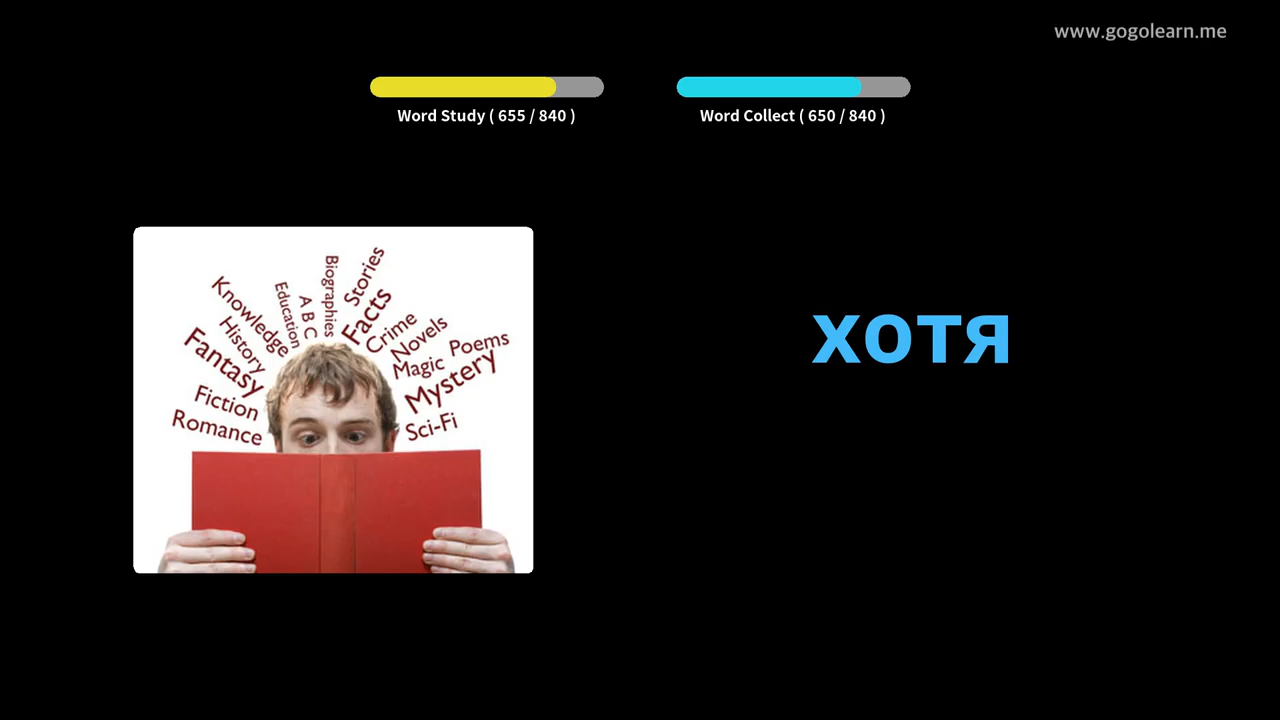 www.gogolearn.me
Word Study ( 655 / 840 )
Word Collect ( 650 / 840 )
Knowledge
Education
A B C
Biographies
Stories
Facts
Crime
Novels
Poems
History
Fantasy
Magic
Mystery
Fiction
Romance
Sci-Fi
хотя